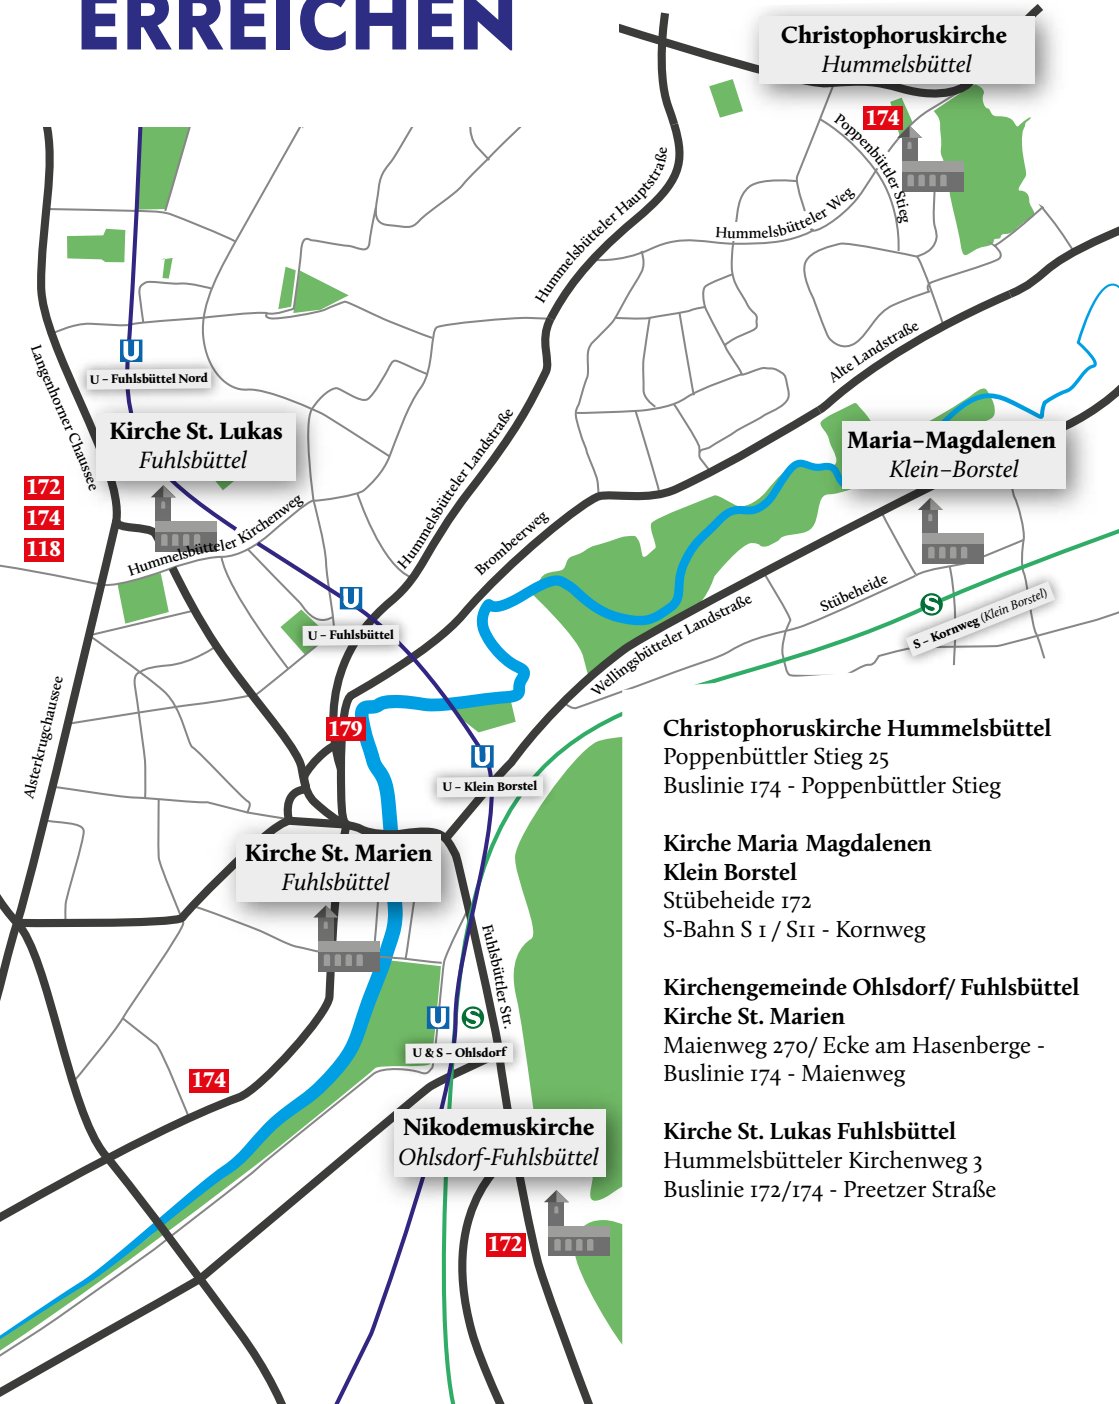 ERREICHEN
Christophoruskirche
Hummelsbüttel
174
Poppenbüttler Stieg
Hummelsbütteler Hauptstraße
Hummelsbütteler Weg
Langenhorner Chaussee
U
U – Fuhlsbüttel Nord
Alte Landstraße
Kirche St. Lukas
Fuhlsbüttel
Maria–Magdalenen
Klein–Borstel
172
174
118
Hummelsbütteler Kirchenweg
Hummelsbütteler Landstraße
Brombeerweg
U
U – Fuhlsbüttel
Wellingsbütteler Landstraße
Stübeheide
S
S – Kornweg (Klein Borstel)
Alsterkrugchaussee
179
U
U – Klein Borstel
Kirche St. Marien
Fuhlsbüttel
Fuhlsbüttler Str.
U S
U & S – Ohlsdorf
174
Nikodemuskirche
Ohlsdorf-Fuhlsbüttel
172
Christophoruskirche Hummelsbüttel
Poppenbüttler Stieg 25
Buslinie 174 - Poppenbüttler Stieg
Kirche Maria Magdalenen
Klein Borstel
Stübeheide 172
S-Bahn S 1 / S11 - Kornweg
Kirchengemeinde Ohlsdorf/ Fuhlsbüttel
Kirche St. Marien
Maienweg 270/ Ecke am Hasenberge -
Buslinie 174 - Maienweg
Kirche St. Lukas Fuhlsbüttel
Hummelsbütteler Kirchenweg 3
Buslinie 172/174 - Preetzer Straße